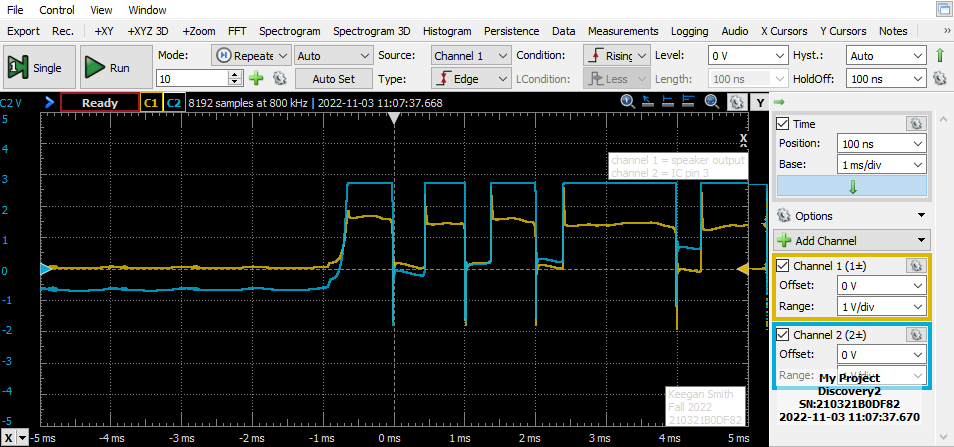 File Control View Window
Export Rec. +XY +XYZ 3D +Zoom FFT Spectrogram Spectrogram 3D Histogram Persistence Data Measurements Logging Audio X Cursors Y Cursors Notes »
Single Run Mode: Repeate Auto Source: Channel 1 Condition: Rising Level: 0 V Hyst.: Auto
10 Auto Set Type: Edge LCondition: Less Length: 100 ns HoldOff: 100 ns
C2 V Ready C1 C2 8192 samples at 800 kHz | 2022-11-03 11:07:37.668 Y
5
4
3
2
1
0
-1
-2
-3
-4
-5
X
channel 1 = speaker output
channel 2 = IC pin 3
Keegan Smith
Fall 2022
210321B0DF82
X -5 ms -4 ms -3 ms -2 ms -1 ms 0 ms 1 ms 2 ms 3 ms 4 ms 5 ms
Time
Position: 100 ns
Base: 1 ms/div
Options
Add Channel
Channel 1 (1±)
Offset: 0 V
Range: 1 V/div
Channel 2 (2±)
Offset: 0 V
Range: 1 V/div
My Project
Discovery2
SN:210321B0DF82
2022-11-03 11:07:37.670